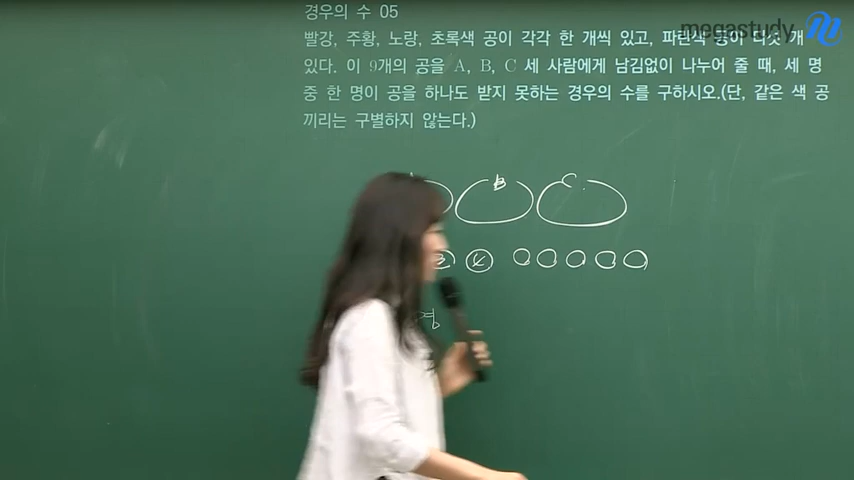 경우의 수 05
megastudy
빨강, 주황, 노랑, 초록색 공이 각각 한 개씩 있고, 파란색 공이 다섯 개
있다. 이 9개의 공을 A, B, C 세 사람에게 남김없이 나누어 줄 때, 세 명
중 한 명이 공을 하나도 받지 못하는 경우의 수를 구하시오.(단, 같은 색 공
끼리는 구별하지 않는다.)
B C
3 4
명